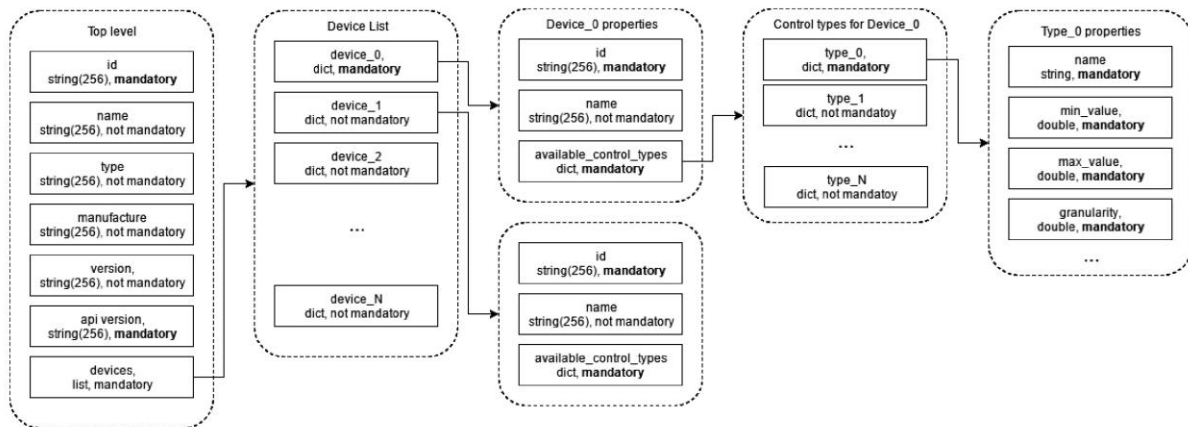 Top level
id
string(256), mandatory
name
string(256), not mandatory
type
string(256), not mandatory
manufacture
string(256), not mandatory
version,
string(256), not mandatory
api version,
string(256), mandatory
devices,
list, mandatory
Device List
device_0,
dict, mandatory
device_1
dict, not mandatory
device_2
dict, not mandatory
...
device_N
dict, not mandatory
Device_0 properties
id
string(256), mandatory
name
string(256), not mandatory
available_control_types
dict, mandatory
id
string(256), mandatory
name
string(256), not mandatory
available_control_types
dict, mandatory
Control types for Device_0
type_0,
dict, mandatory
type_1
dict, not mandatoy
...
type_N
dict, not mandatoy
Type_0 properties
name
string, mandatory
min_value,
double, mandatory
max_value,
double, mandatory
granularity,
double, mandatory
...